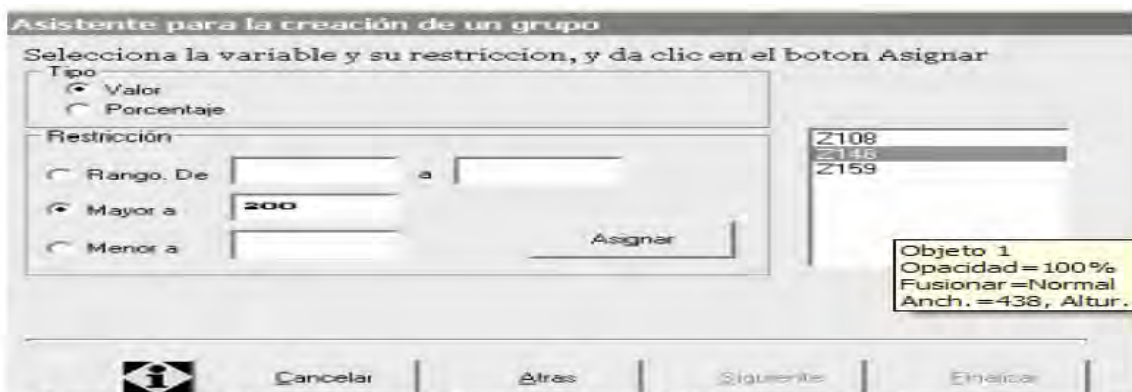 Asistente para la creación de un grupo
Selecciona la variable y su restriccion, y da clic en el boton Asignar
Tipo
Valor
Porcentaje
Restricción
Rango. De a
Mayor a 200
Menor a
Asignar
Z108
Z146
Z159
Objeto 1
Opacidad=100%
Fusionar=Normal
Anch.=438, Altur.
Cancelar Atras Siguiente Finalizar